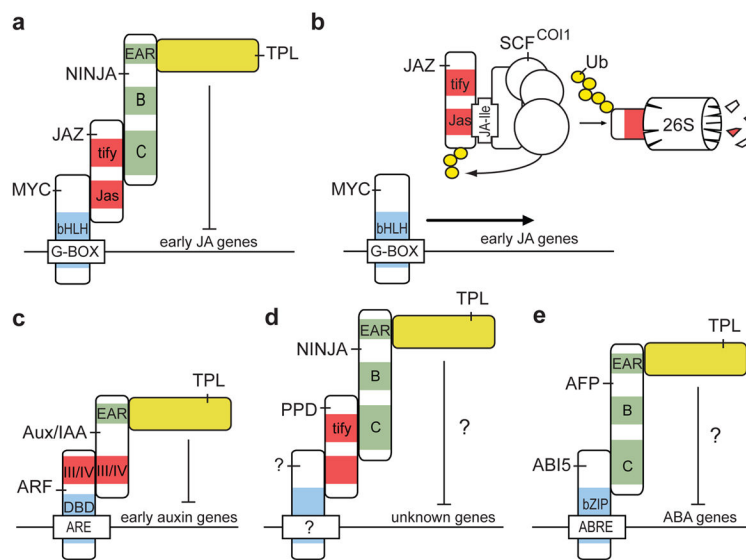 a
EAR
TPL
NINJA
B
JAZ
tify
C
MYC
Jas
bHLH
early JA genes
G-BOX
b
SCF COI1
Ub
JAZ
tify
Jas
JA-Ile
26S
MYC
bHLH
early JA genes
G-BOX
c
TPL
EAR
Aux/IAA
III/IV
III/IV
ARF
DBD
early auxin genes
ARE
d
TPL
EAR
NINJA
B
PPD
tify
C
?
?
unknown genes
?
e
TPL
EAR
AFP
B
?
ABI5
C
bZIP
ABA genes
ABRE